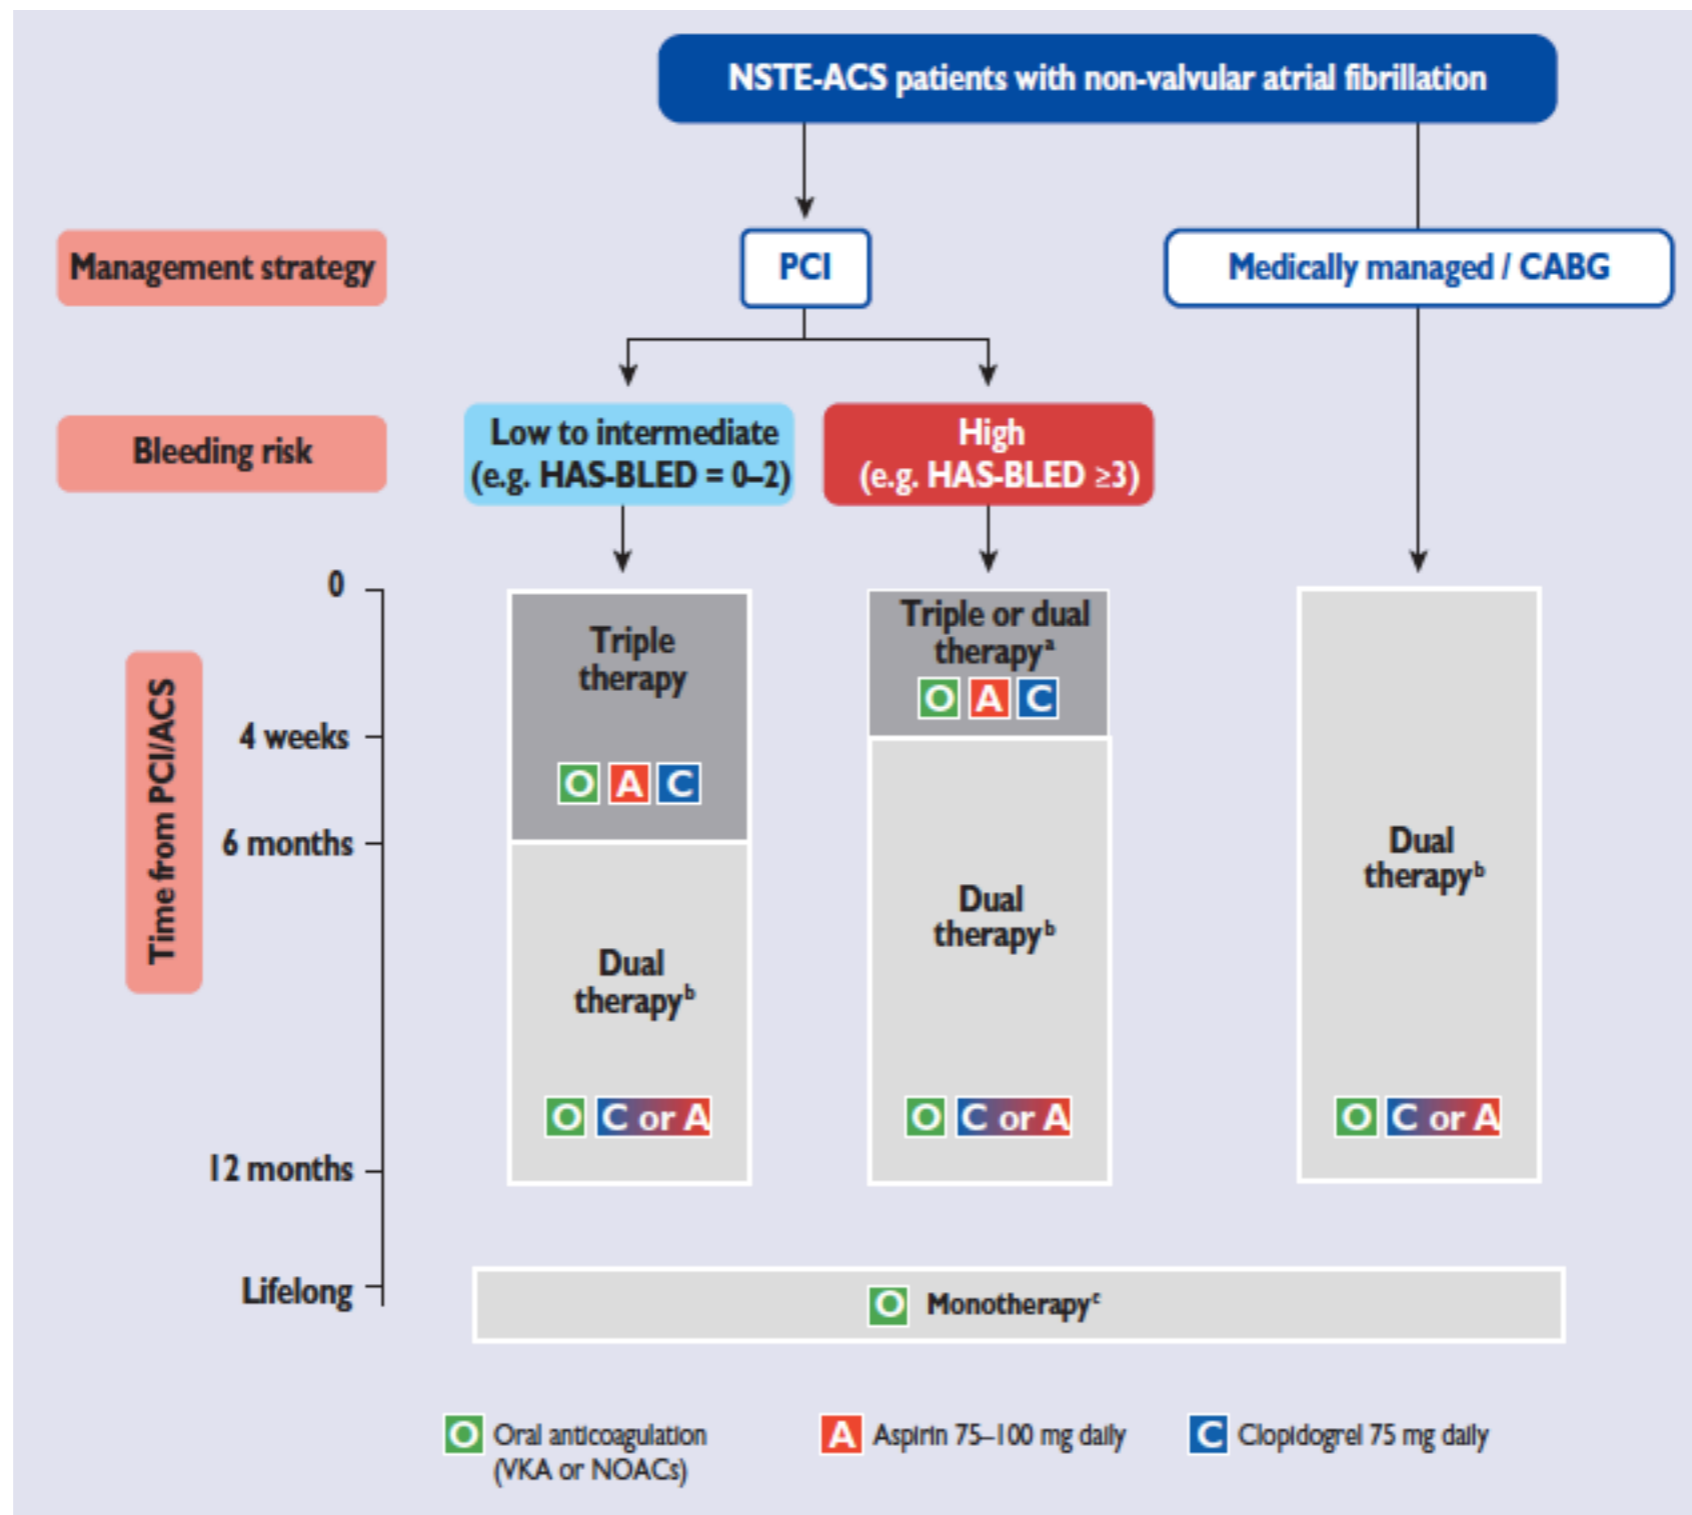 NSTE-ACS patients with non-valvular atrial fibrillation
Management strategy
PCI
Medically managed / CABG
Bleeding risk
Low to intermediate
(e.g. HAS-BLED = 0–2)
High
(e.g. HAS-BLED ≥3)
Time from PCI/ACS
0
4 weeks
6 months
12 months
Lifelong
Triple
therapy
O A C
Dual
therapyᵇ
O C or A
Triple or dual
therapyᵃ
O A C
Dual
therapyᵇ
O C or A
Dual
therapyᵇ
O C or A
O Monotherapyᶜ
O Oral anticoagulation
(VKA or NOACs)
A Aspirin 75–100 mg daily
C Clopidogrel 75 mg daily